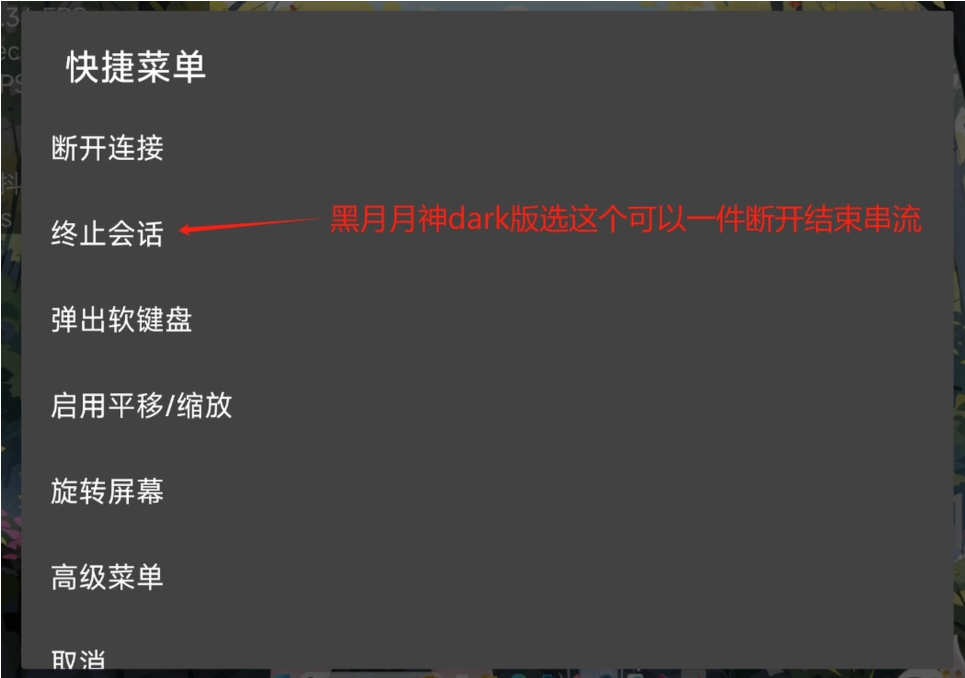 快捷菜单
断开连接
终止会话
黑月月神dark版选这个可以一件断开结束串流
弹出软键盘
启用平移/缩放
旋转屏幕
高级菜单
取消